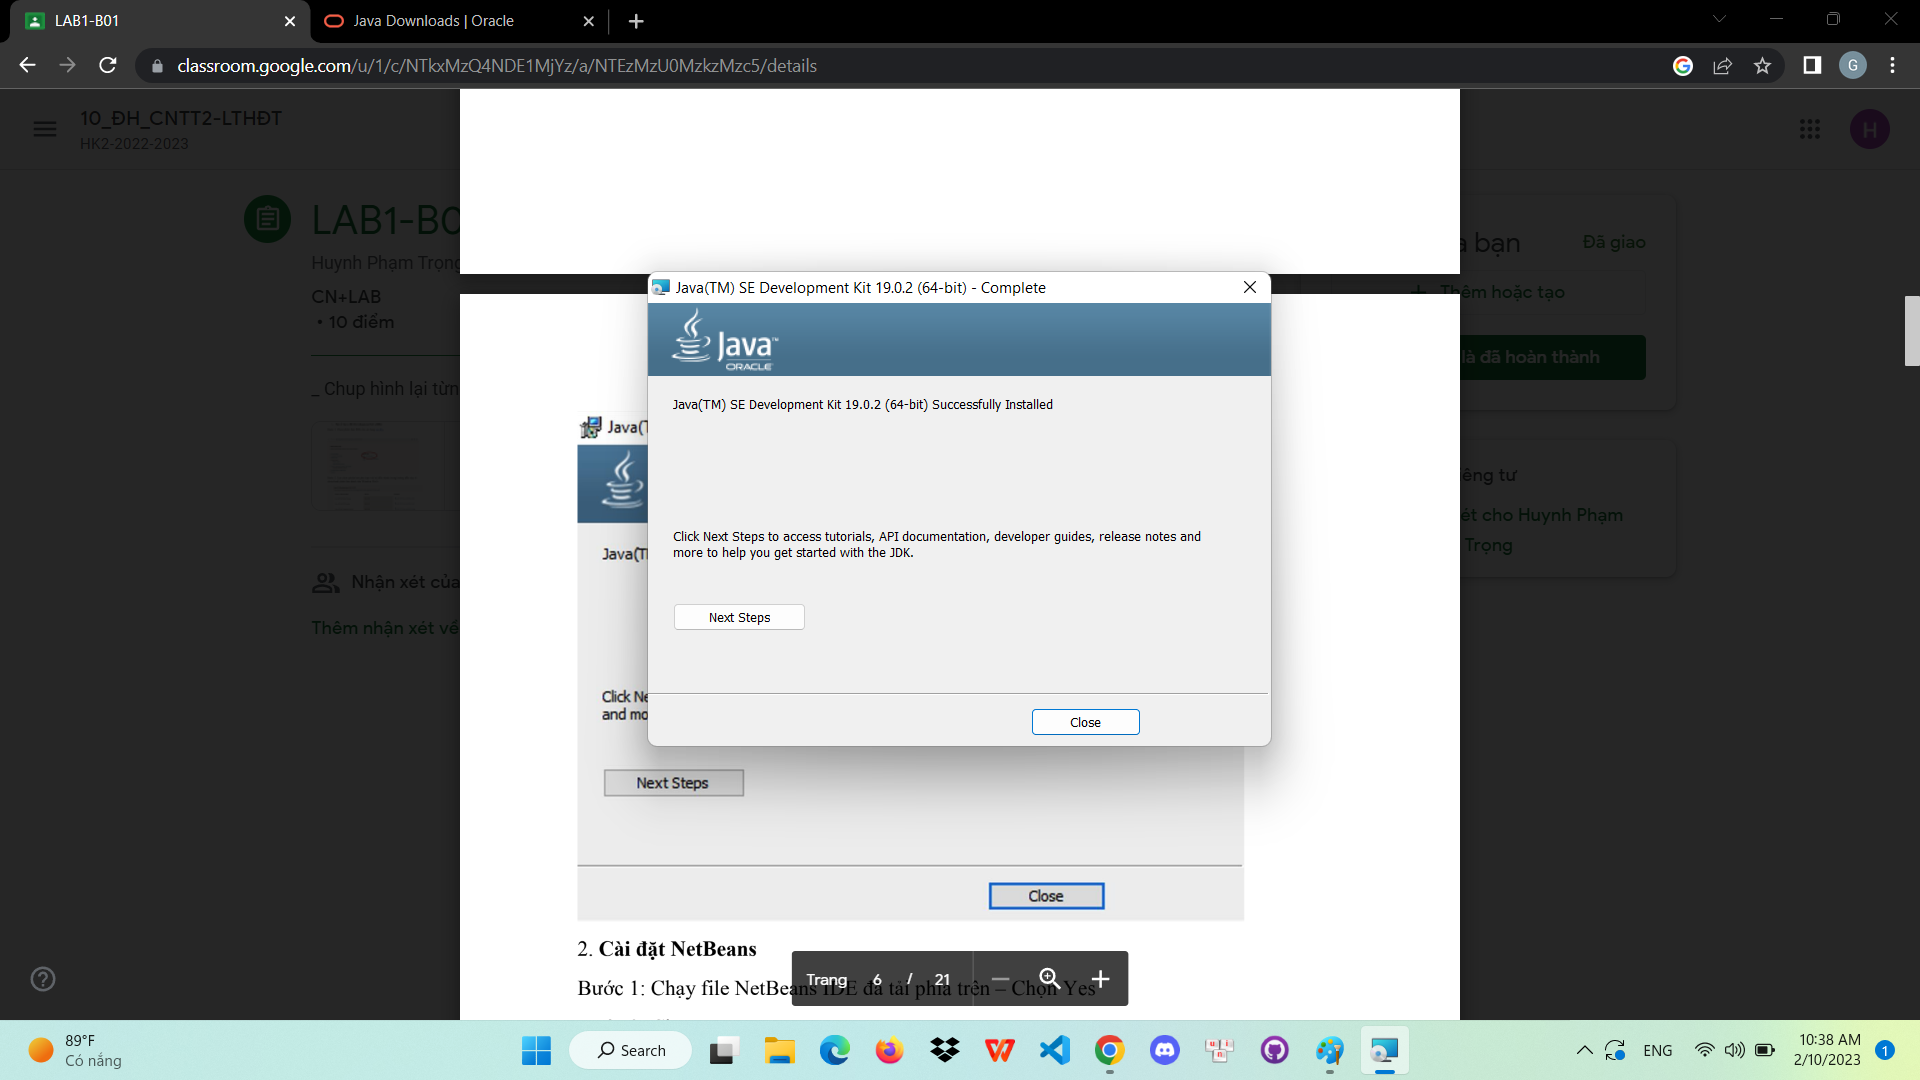 LAB1-B01
Java Downloads | Oracle
classroom.google.com/u/1/c/NTkxMzQ4NDE1MjYz/a/NTEzMzU0MzkzMzc5/details
G
10_ĐH_CNTT2-LTHĐT
HK2-2022-2023
H
LAB1-B0
Huynh Phạm Trọng
CN+LAB
• 10 điểm
_ Chụp hình lại từn
Nhận xét của
Thêm nhận xét về
a bạn
Đã giao
+ Thêm hoặc tạo
là đã hoàn thành
iêng tư
ét cho Huynh Phạm
Trọng
Java(TM) SE Development Kit 19.0.2 (64-bit) - Complete
Java™
ORACLE
Java(TM) SE Development Kit 19.0.2 (64-bit) Successfully Installed
Click Next Steps to access tutorials, API documentation, developer guides, release notes and
more to help you get started with the JDK.
Next Steps
Close
Java(T
Java(T
Click Ne
and mo
Next Steps
Close
2. Cài đặt NetBeans
Bước 1: Chạy file NetBeans IDE đã tải phía trên – Chọn Yes
Trang 6 / 21
89°F
Có nắng
Search
ENG
10:38 AM
2/10/2023
1